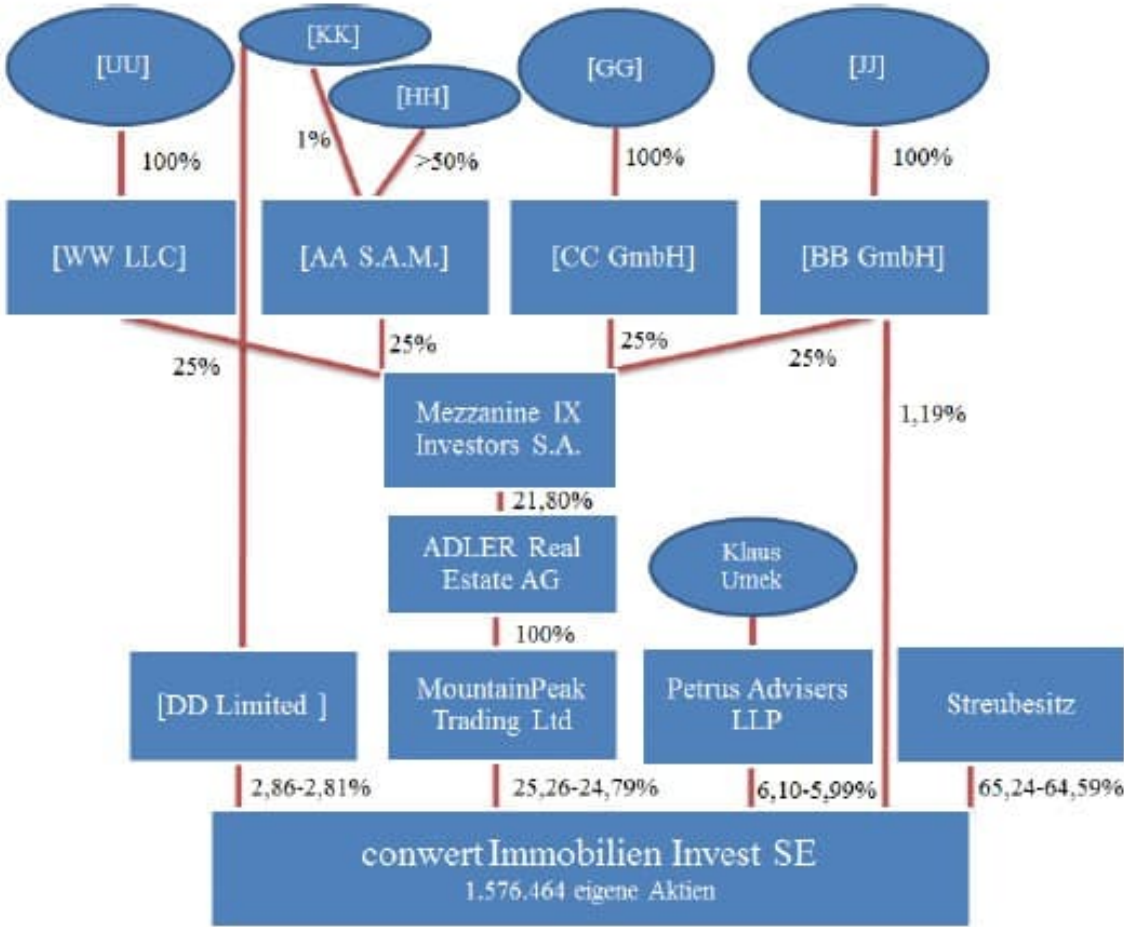 [UU]
[KK]
[HH]
[GG]
[JJ]
100%
1%
>50%
100%
100%
[WW LLC]
[AA S.A.M.]
[CC GmbH]
[BB GmbH]
25%
25%
25%
25%
Mezzanine IX
Investors S.A.
1,19%
21,80%
ADLER Real
Estate AG
Klaus
Umek
100%
[DD Limited ]
MountainPeak
Trading Ltd
Petrus Advisers
LLP
Streubesitz
2,86-2,81%
25,26-24,79%
6,10-5,99%
65,24-64,59%
conwert Immobilien Invest SE
1.576.464 eigene Aktien